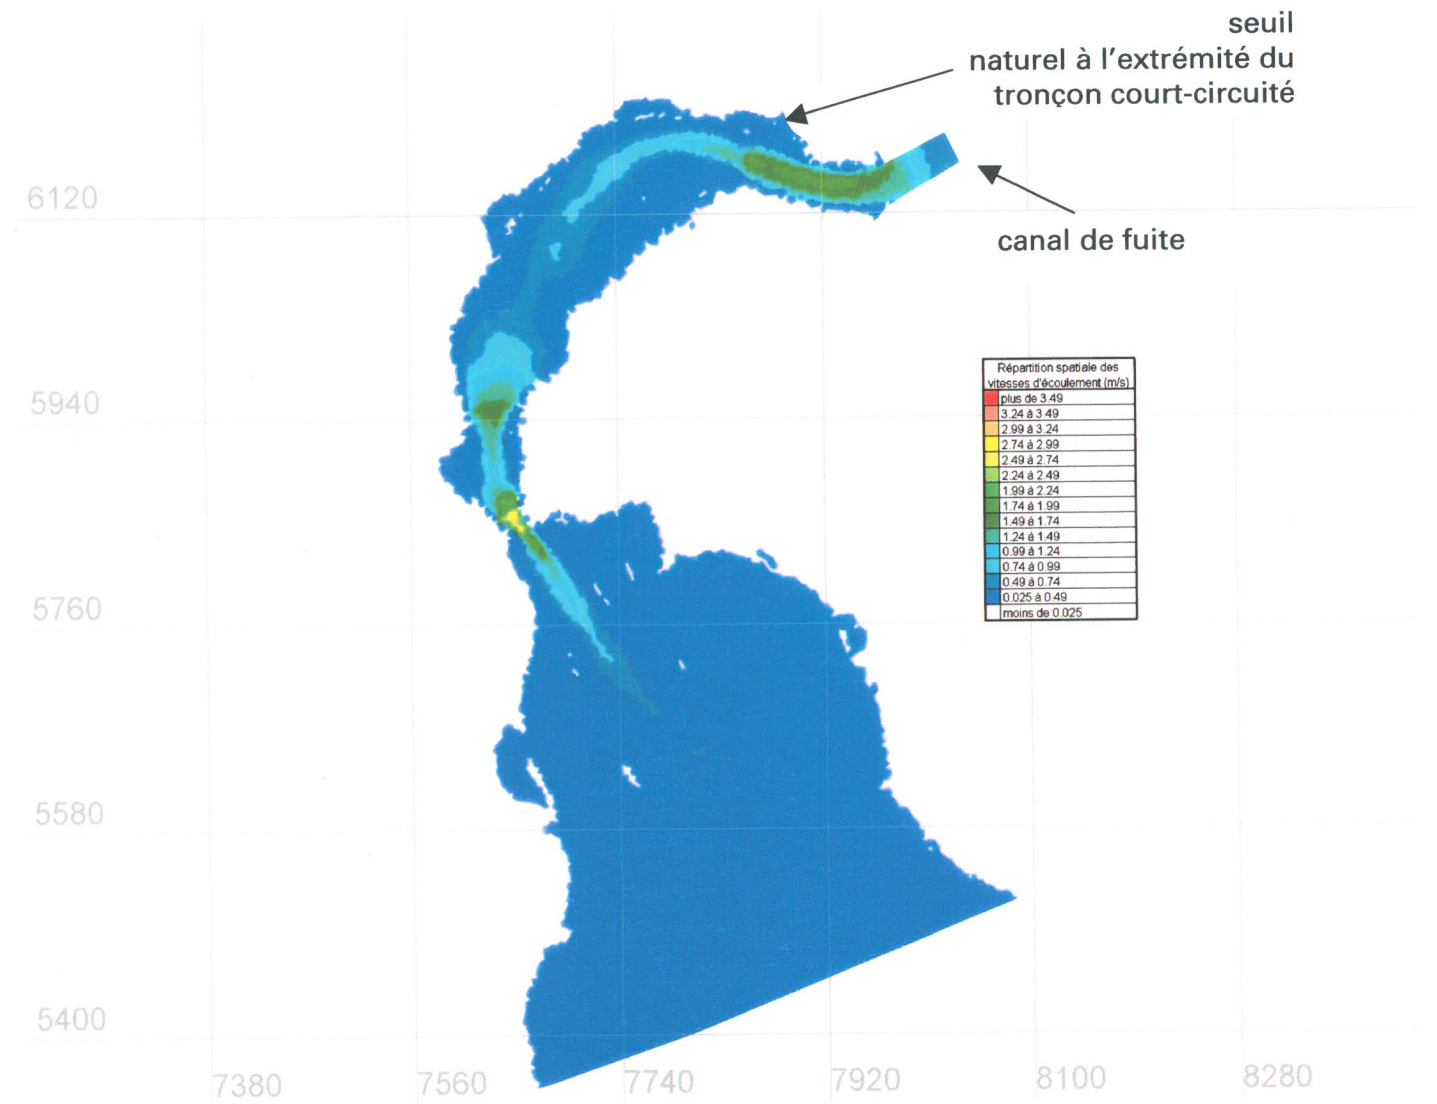 seuil
naturel à l'extrémité du
tronçon court-circuité
canal de fuite
6120
5940
5760
5580
5400
7380
7560
7740
7920
8100
8280
Répartition spatiale des
vitesses d'écoulement (m/s)
plus de 3.49
3.24 à 3.49
2.99 à 3.24
2.74 à 2.99
2.49 à 2.74
2.24 à 2.49
1.99 à 2.24
1.74 à 1.99
1.49 à 1.74
1.24 à 1.49
0.99 à 1.24
0.74 à 0.99
0.49 à 0.74
0.025 à 0.49
moins de 0.025